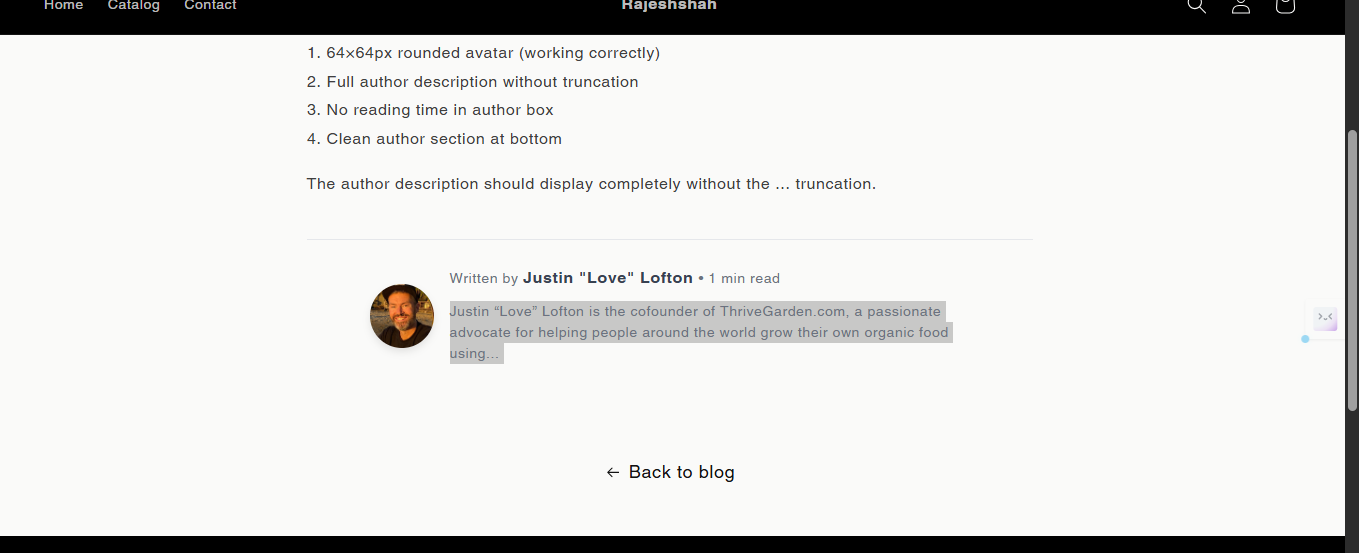 Home Catalog Contact Rajeshshah
1. 64×64px rounded avatar (working correctly)
2. Full author description without truncation
3. No reading time in author box
4. Clean author section at bottom
The author description should display completely without the ... truncation.
Written by Justin "Love" Lofton • 1 min read
Justin “Love” Lofton is the cofounder of ThriveGarden.com, a passionate
advocate for helping people around the world grow their own organic food
using...
← Back to blog